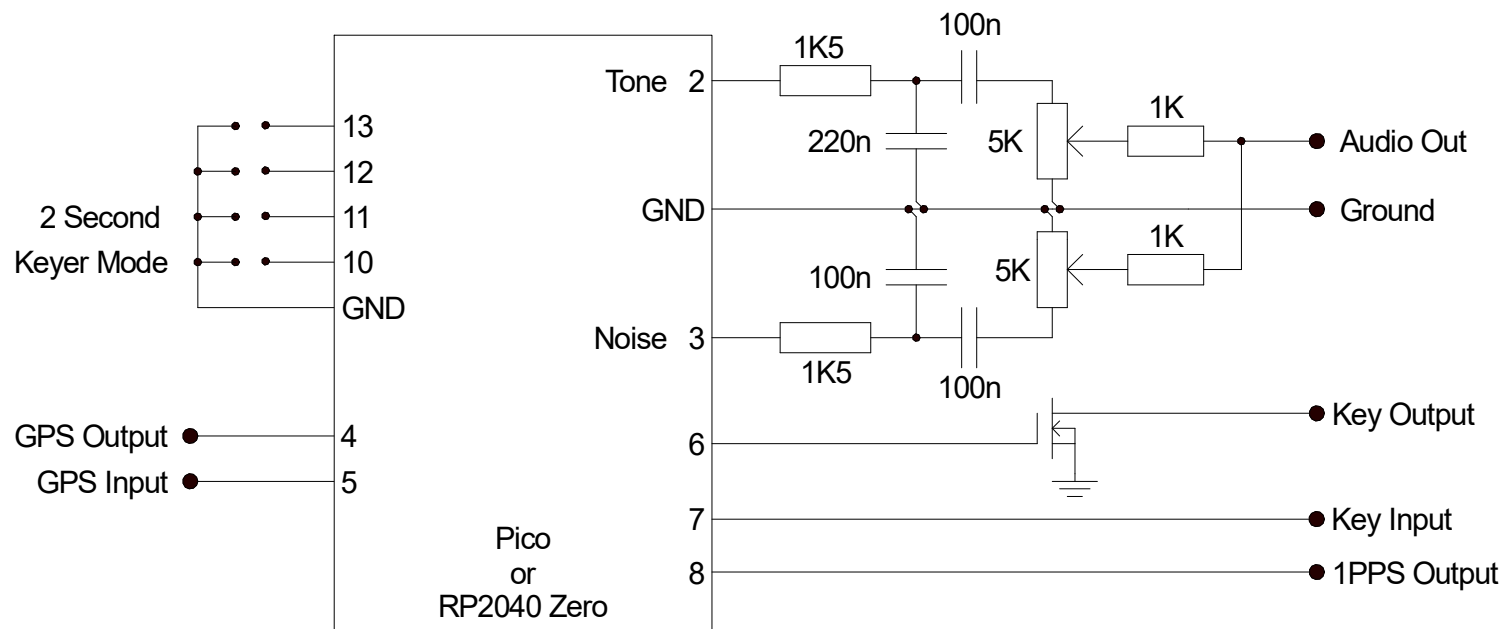 100n
1K5
Tone 2
1K
13
220n
5K
Audio Out
12
2 Second
11
GND
Ground
Keyer Mode
10
1K
100n
5K
GND
Noise 3
1K5
100n
GPS Output
4
6
Key Output
GPS Input
5
7
Key Input
Pico
or
RP2040 Zero
8
1PPS Output